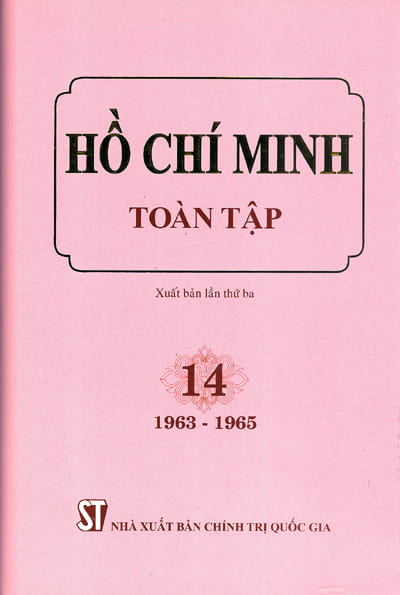 HỒ CHÍ MINH
TOÀN TẬP
Xuất bản lần thứ ba
14
1963 - 1965
ST NHÀ XUẤT BẢN CHÍNH TRỊ QUỐC GIA